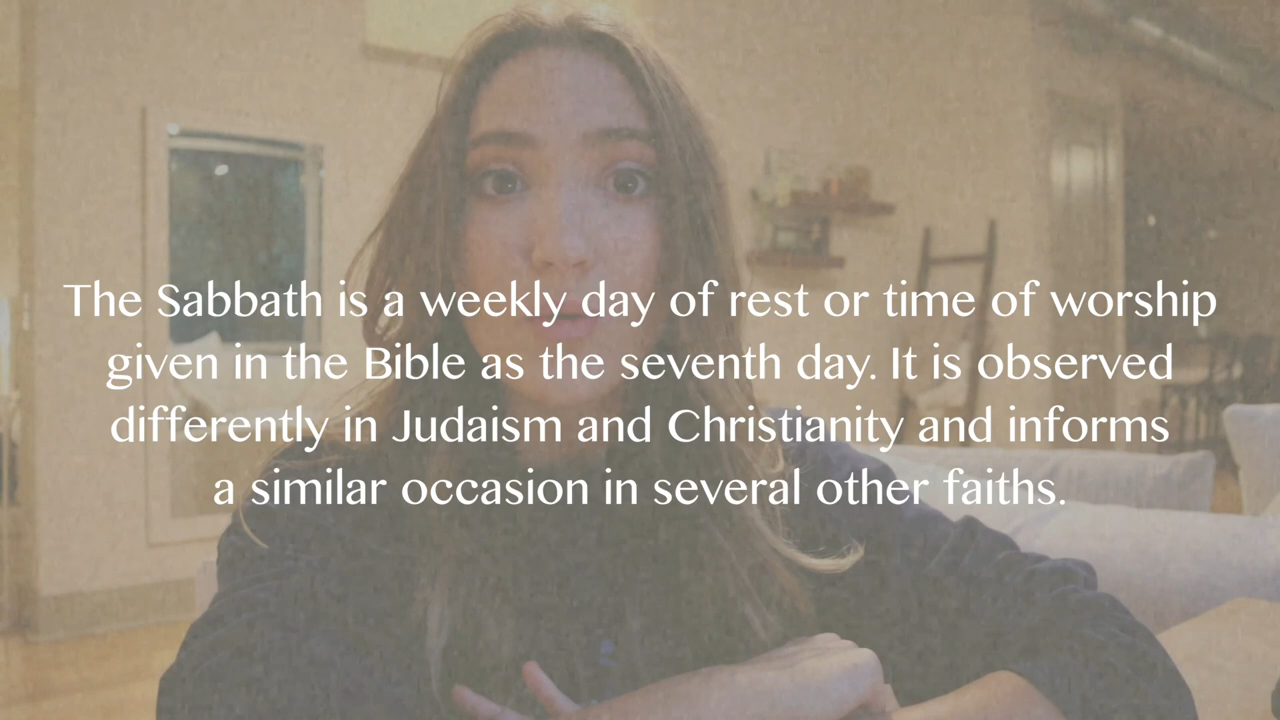 The Sabbath is a weekly day of rest or time of worship
given in the Bible as the seventh day. It is observed
differently in Judaism and Christianity and informs
a similar occasion in several other faiths.